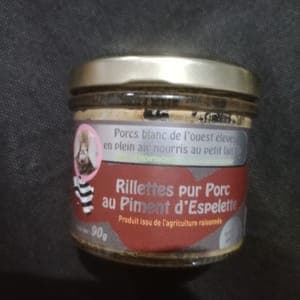 Porcs blanc de l'ouest élevés
en plein air nourris au petit lait
Rillettes pur Porc
au Piment d'Espelette
Produit issu de l'agriculture raisonnée
90g